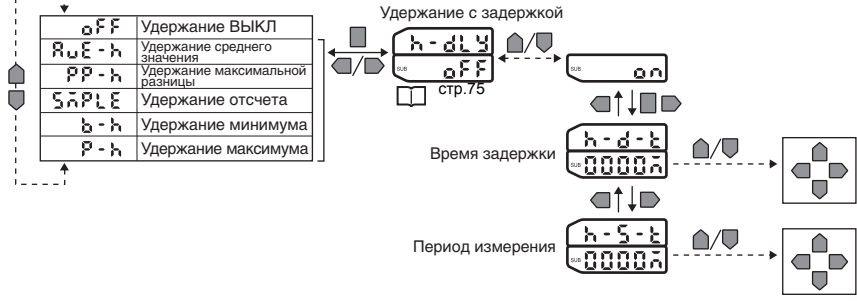 Удержание с задержкой
oFF Удержание ВЫКЛ
AvE-h Удержание среднего значения
PP-h Удержание максимальной разницы
SmPLE Удержание отсчета
b-h Удержание минимума
P-h Удержание максимума
h-dLY
SUB oFF
стр.75
SUB on
Время задержки
h-d-t
SUB 0000m
Период измерения
h-S-t
SUB 0000m